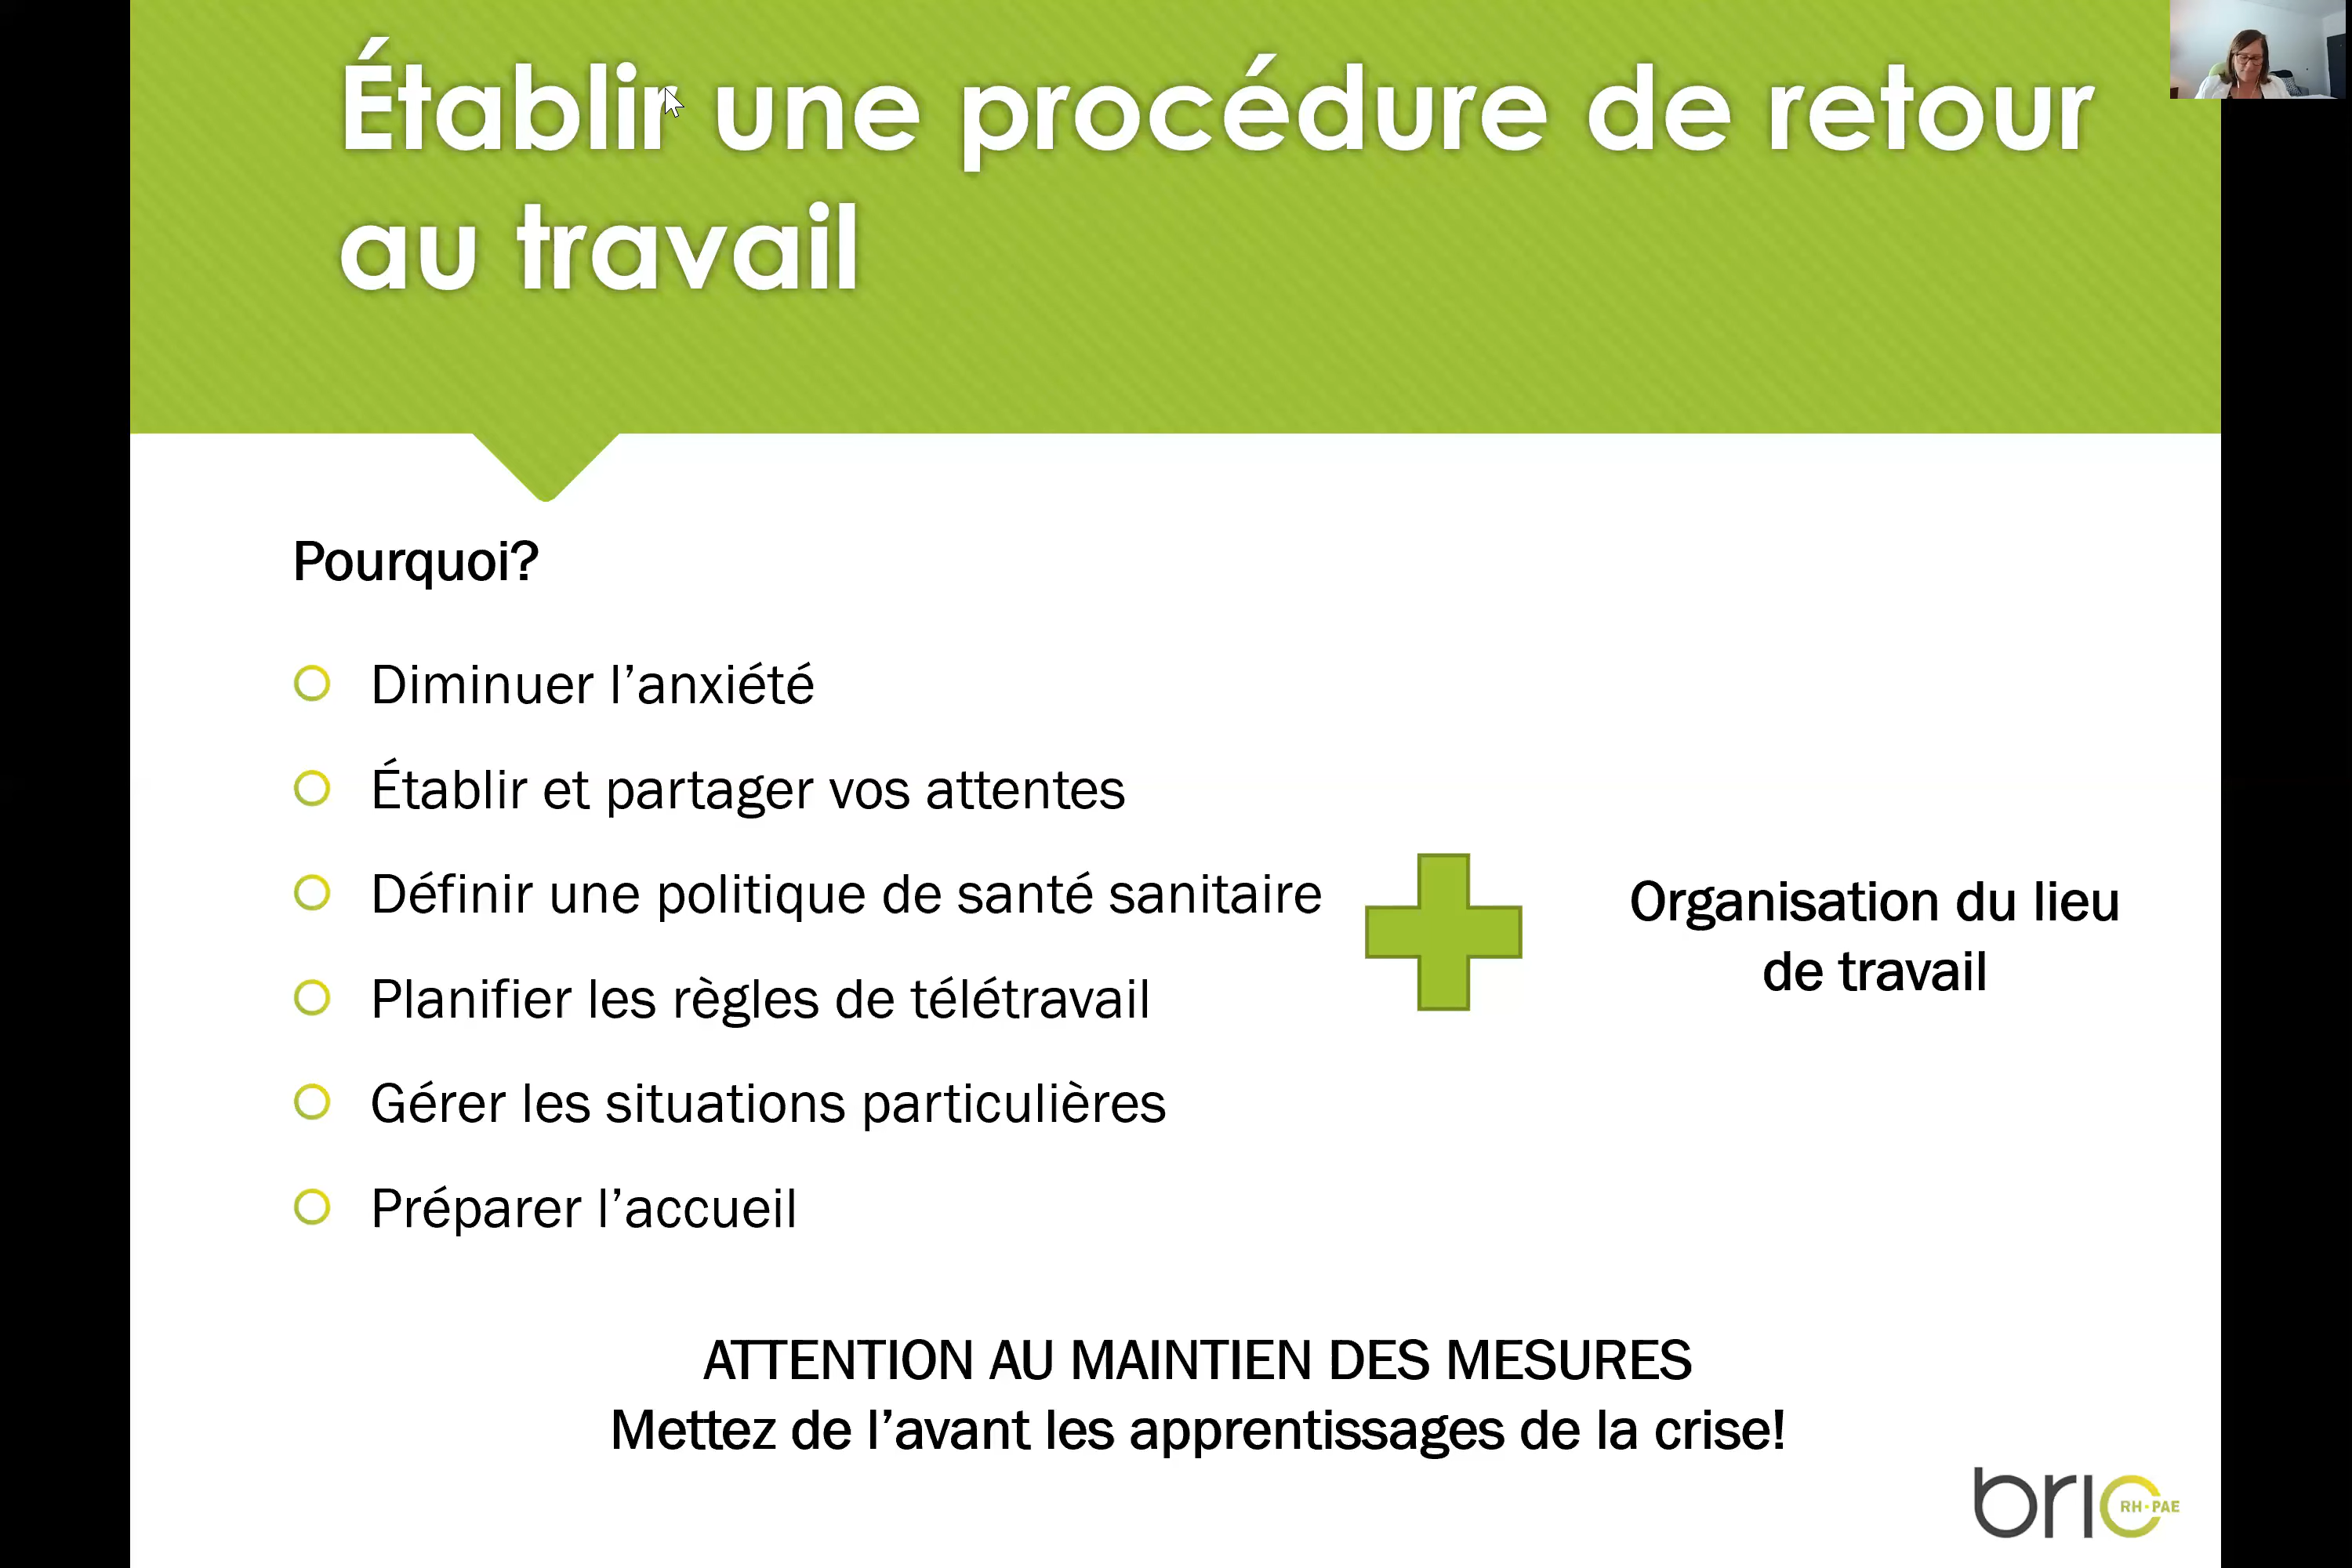 Établir une procédure de retour
au travail
Pourquoi?
Diminuer l’anxiété
Établir et partager vos attentes
Définir une politique de santé sanitaire
Planifier les règles de télétravail
Gérer les situations particulières
Préparer l’accueil
Organisation du lieu
de travail
ATTENTION AU MAINTIEN DES MESURES
Mettez de l’avant les apprentissages de la crise!
bric
RH·PAE